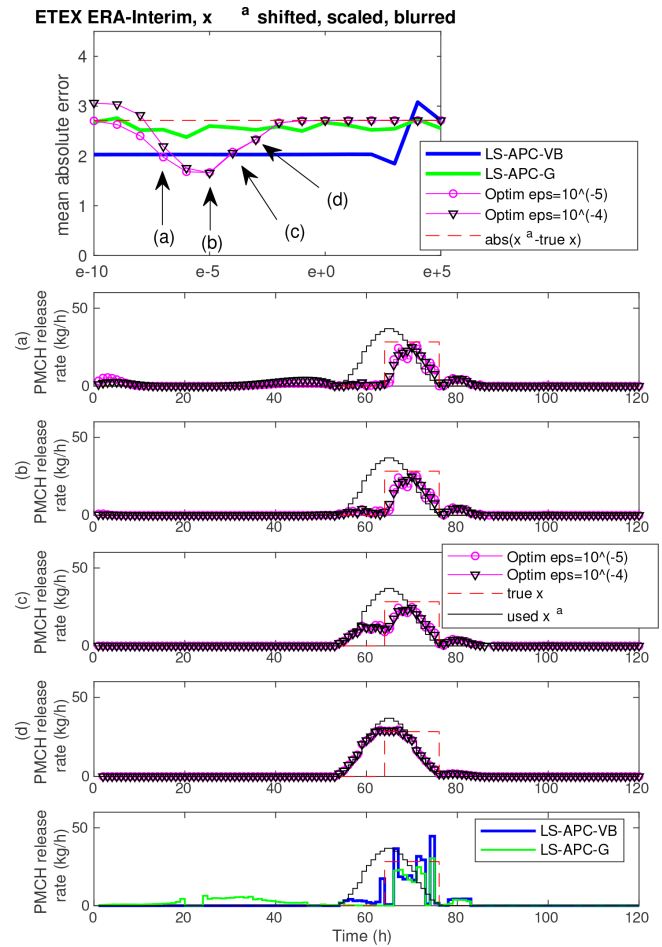 ETEX ERA-Interim, x a shifted, scaled, blurred
4
3
2
1
0
mean absolute error
e-10 e-5 e+0 e+5
(a)
(b)
(c)
(d)
LS-APC-VB
LS-APC-G
Optim eps=10^(-5)
Optim eps=10^(-4)
abs(x a-true x)
(a)
PMCH release
rate (kg/h)
50
0
0 20 40 60 80 100 120
(b)
PMCH release
rate (kg/h)
50
0
0 20 40 60 80 100 120
(c)
PMCH release
rate (kg/h)
50
0
0 20 40 60 80 100 120
Optim eps=10^(-5)
Optim eps=10^(-4)
true x
used x a
(d)
PMCH release
rate (kg/h)
50
0
0 20 40 60 80 100 120
PMCH release
rate (kg/h)
50
0
0 20 40 60 80 100 120
LS-APC-VB
LS-APC-G
Time (h)